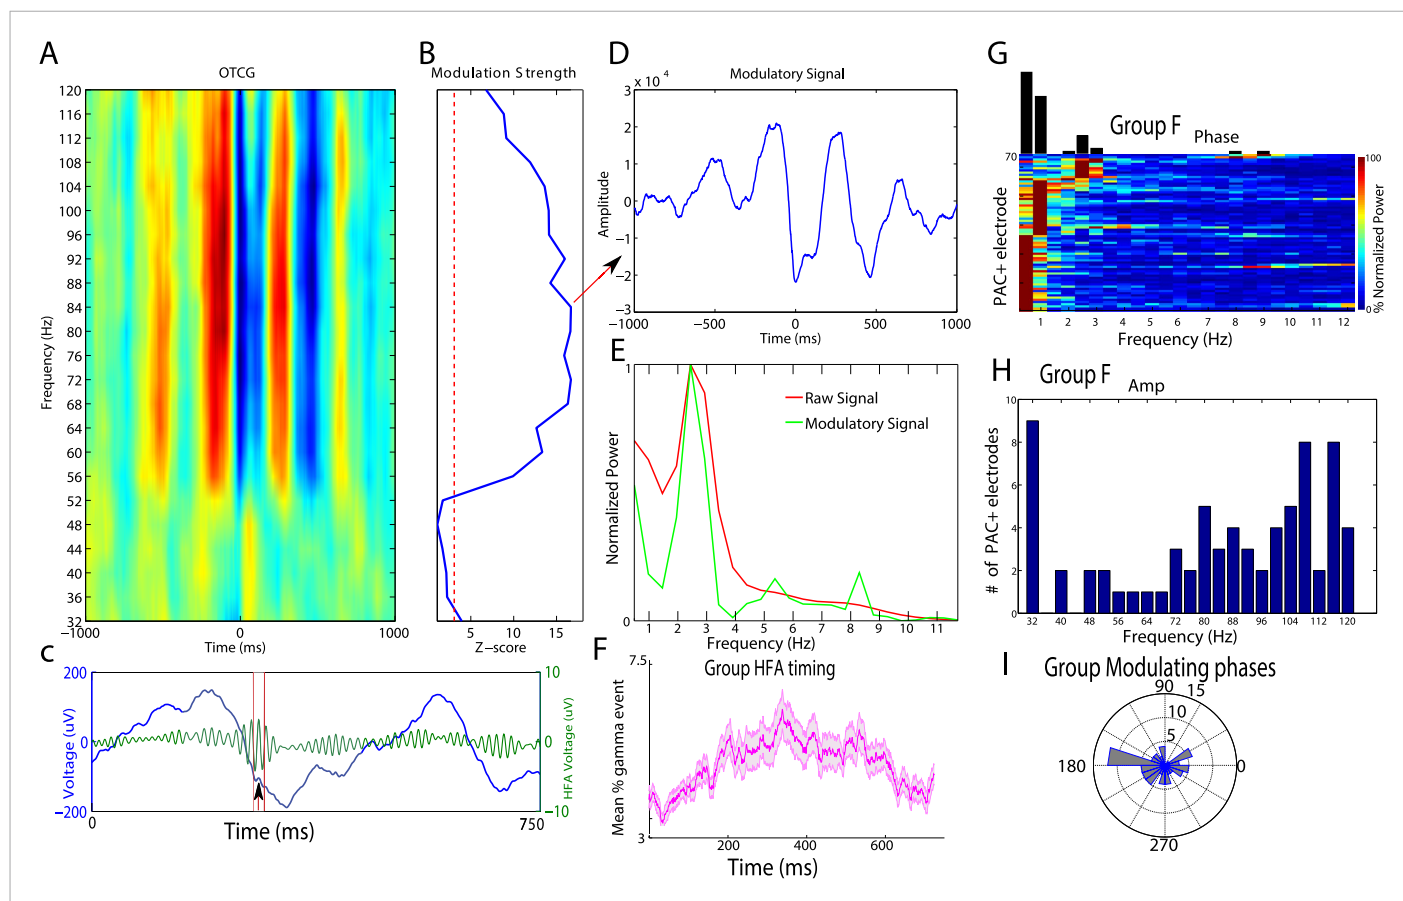 A
OTCG
120
116
112
108
104
100
96
92
88
84
80
76
72
68
64
60
56
52
48
44
40
36
32
Frequency (Hz)
−1000
0
1000
Time (ms)
B
Modulation Strength
5
10
15
Z−score
C
200
0
−200
Voltage (uV)
10
0
−10
HFA Voltage (uV)
0
750
Time (ms)
D
Modulatory Signal
x 10 4
3
2
1
0
−1
−2
−3
Amplitude
−1000
−500
0
500
1000
Time (ms)
E
1
0
Normalized Power
Raw Signal
Modulatory Signal
1 2 3 4 5 6 7 8 9 10 11
Frequency (Hz)
F
Group HFA timing
7.5
3
Mean % gamma event
200
400
600
Time (ms)
G
Group F Phase
70
PAC+ electrode
100
0
% Normalized Power
1 2 3 4 5 6 7 8 9 10 11 12
Frequency (Hz)
H
Group F Amp
10
8
6
4
2
0
# of PAC+ electrodes
32 40 48 56 64 72 80 88 96 104 112 120
Frequency (Hz)
I
Group Modulating phases
90
15
10
5
180
0
270